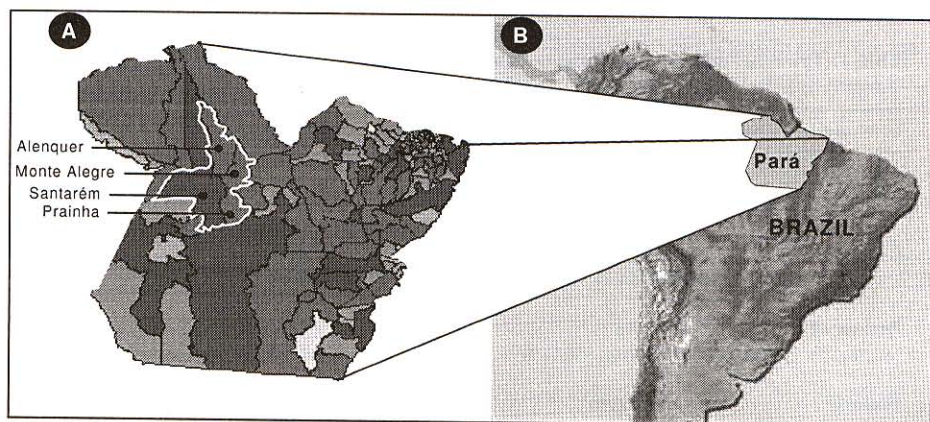 A
B
Alenquer
Monte Alegre
Santarém
Prainha
Pará
BRAZIL